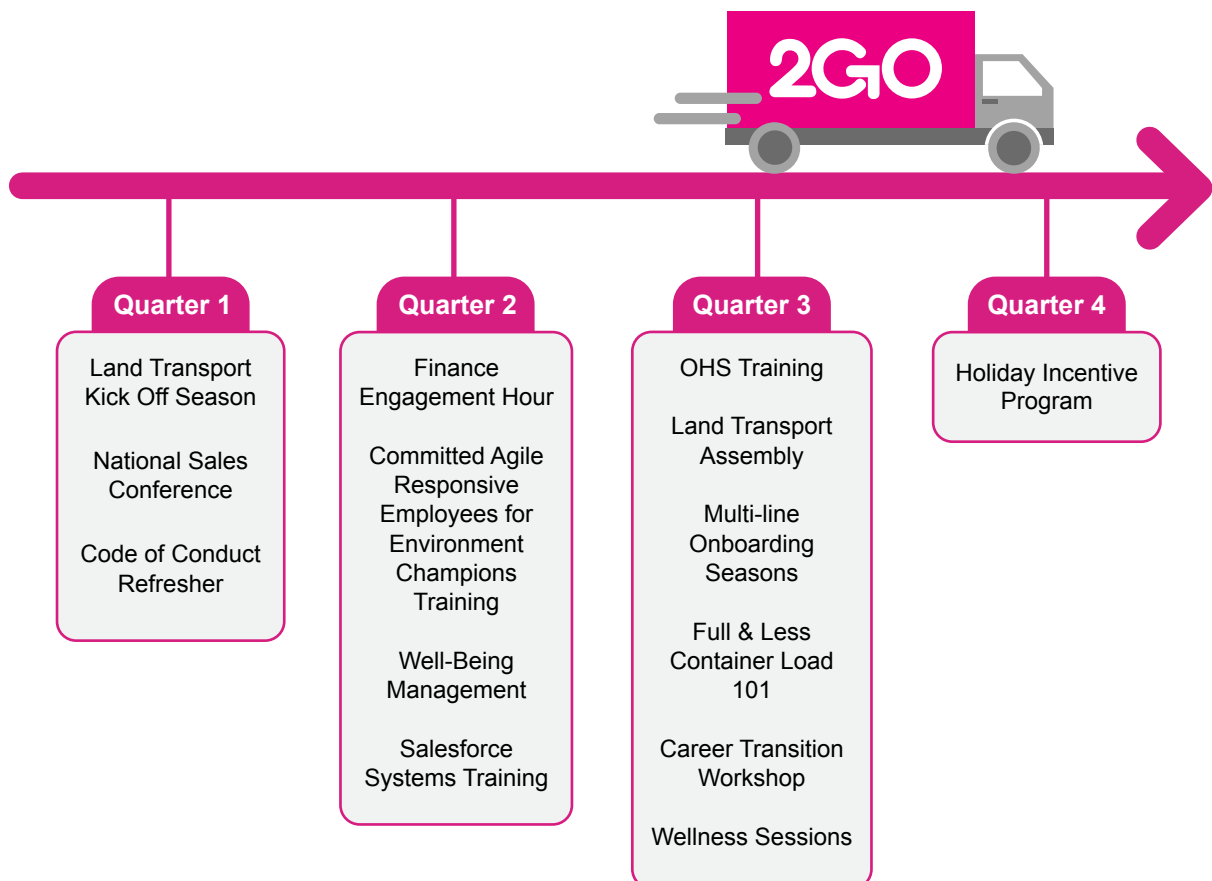 2GO
Quarter 1
Land Transport
Kick Off Season
National Sales
Conference
Code of Conduct
Refresher
Quarter 2
Finance
Engagement Hour
Committed Agile
Responsive
Employees for
Environment
Champions
Training
Well-Being
Management
Salesforce
Systems Training
Quarter 3
OHS Training
Land Transport
Assembly
Multi-line
Onboarding
Seasons
Full & Less
Container Load
101
Career Transition
Workshop
Wellness Sessions
Quarter 4
Holiday Incentive
Program